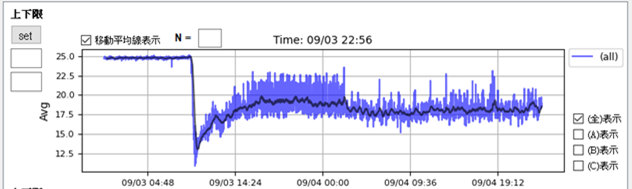 上下限
set
移動平均線表示 N =
Time: 09/03 22:56
(all)
25.0
22.5
20.0
17.5
15.0
12.5
Avg
(全)表示
(A)表示
(B)表示
(C)表示
09/03 04:48 09/03 14:24 09/04 00:00 09/04 09:36 09/04 19:12